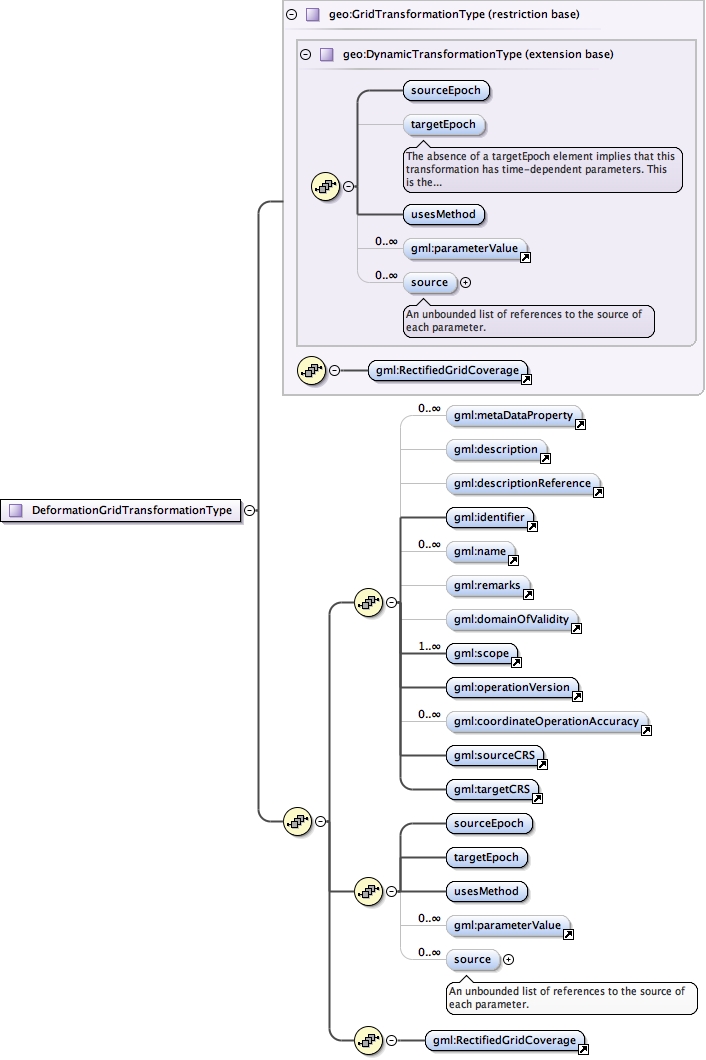 geo:GridTransformationType (restriction base)
geo:DynamicTransformationType (extension base)
sourceEpoch
targetEpoch
The absence of a targetEpoch element implies that this
transformation has time-dependent parameters. This
is the...
usesMethod
0..∞
gml:parameterValue
0..∞
source
An unbounded list of references to the source of
each parameter.
gml:RectifiedGridCoverage
DeformationGridTransformationType
0..∞
gml:metaDataProperty
gml:description
gml:descriptionReference
gml:identifier
0..∞
gml:name
gml:remarks
gml:domainOfValidity
1..∞
gml:scope
gml:operationVersion
0..∞
gml:coordinateOperationAccuracy
gml:sourceCRS
gml:targetCRS
sourceEpoch
targetEpoch
usesMethod
0..∞
gml:parameterValue
0..∞
source
An unbounded list of references to the source of
each parameter.
gml:RectifiedGridCoverage